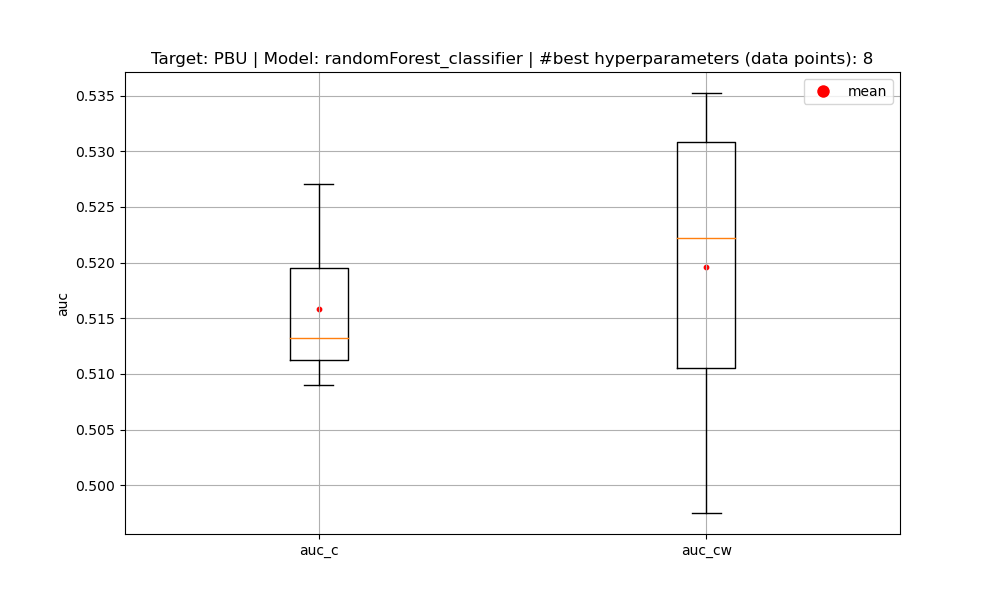 Target: PBU | Model: randomForest_classifier | #best hyperparameters (data points): 8
mean
0.535
0.530
0.525
0.520
0.515
0.510
0.505
0.500
auc
auc_c
auc_cw